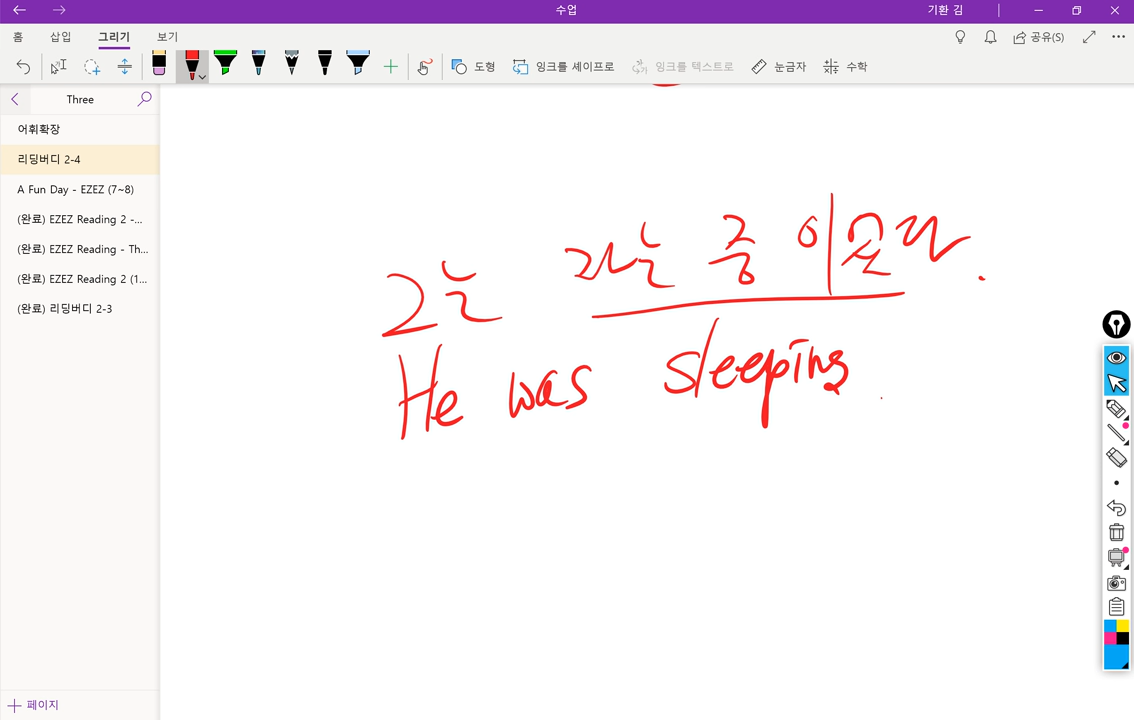 수업
기환 김
홈 삽입 그리기 보기
공유(S)
도형 잉크를 셰이프로 잉크를 텍스트로 눈금자 수학
Three
어휘확장
리딩버디 2-4
A Fun Day - EZEZ (7~8)
(완료) EZEZ Reading 2 -...
(완료) EZEZ Reading - Th...
(완료) EZEZ Reading 2 (1...
(완료) 리딩버디 2-3
그는 자는 중 이었다.
He was sleeping.
페이지